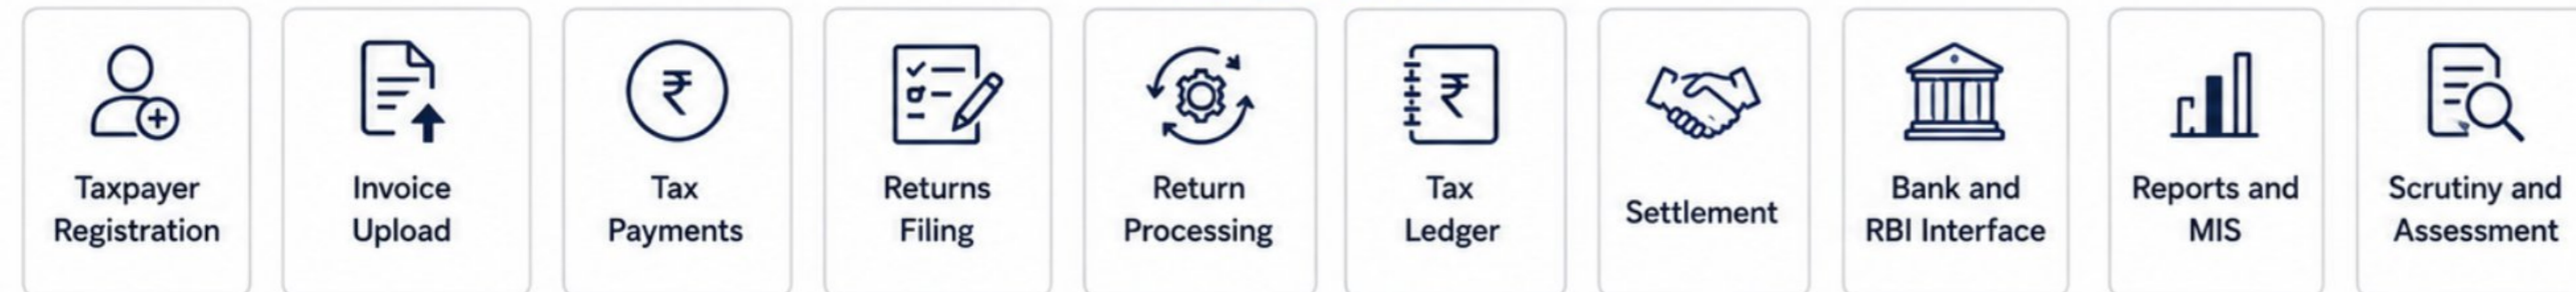 Taxpayer
Registration
Invoice
Upload
₹
Tax
Payments
Returns
Filing
Return
Processing
₹
Tax
Ledger
Settlement
Bank and
RBI Interface
Reports and
MIS
Scrutiny and
Assessment